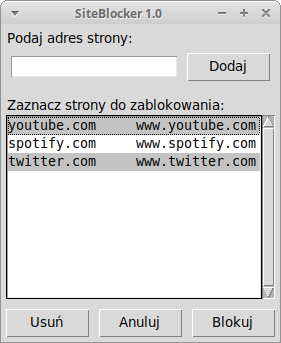 SiteBlocker 1.0
Podaj adres strony:
Dodaj
Zaznacz strony do zablokowania:
youtube.com www.youtube.com
spotify.com www.spotify.com
twitter.com www.twitter.com
Usuń Anuluj Blokuj